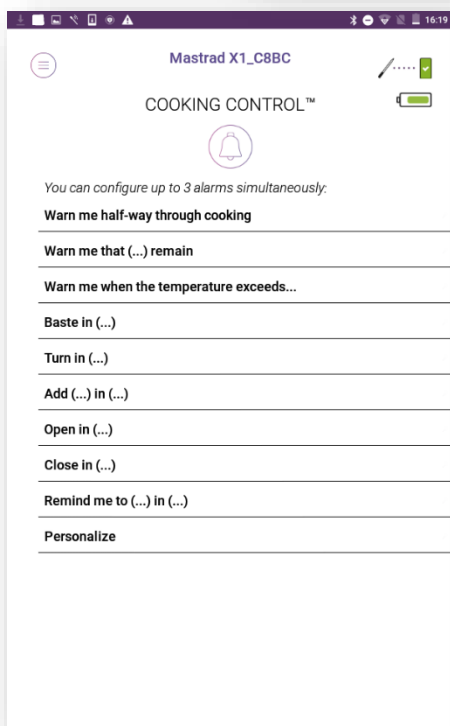 16:19
Mastrad X1_C8BC
COOKING CONTROL™
You can configure up to 3 alarms simultaneously:
Warn me half-way through cooking
Warn me that (...) remain
Warn me when the temperature exceeds...
Baste in (...)
Turn in (...)
Add (...) in (...)
Open in (...)
Close in (...)
Remind me to (...) in (...)
Personalize